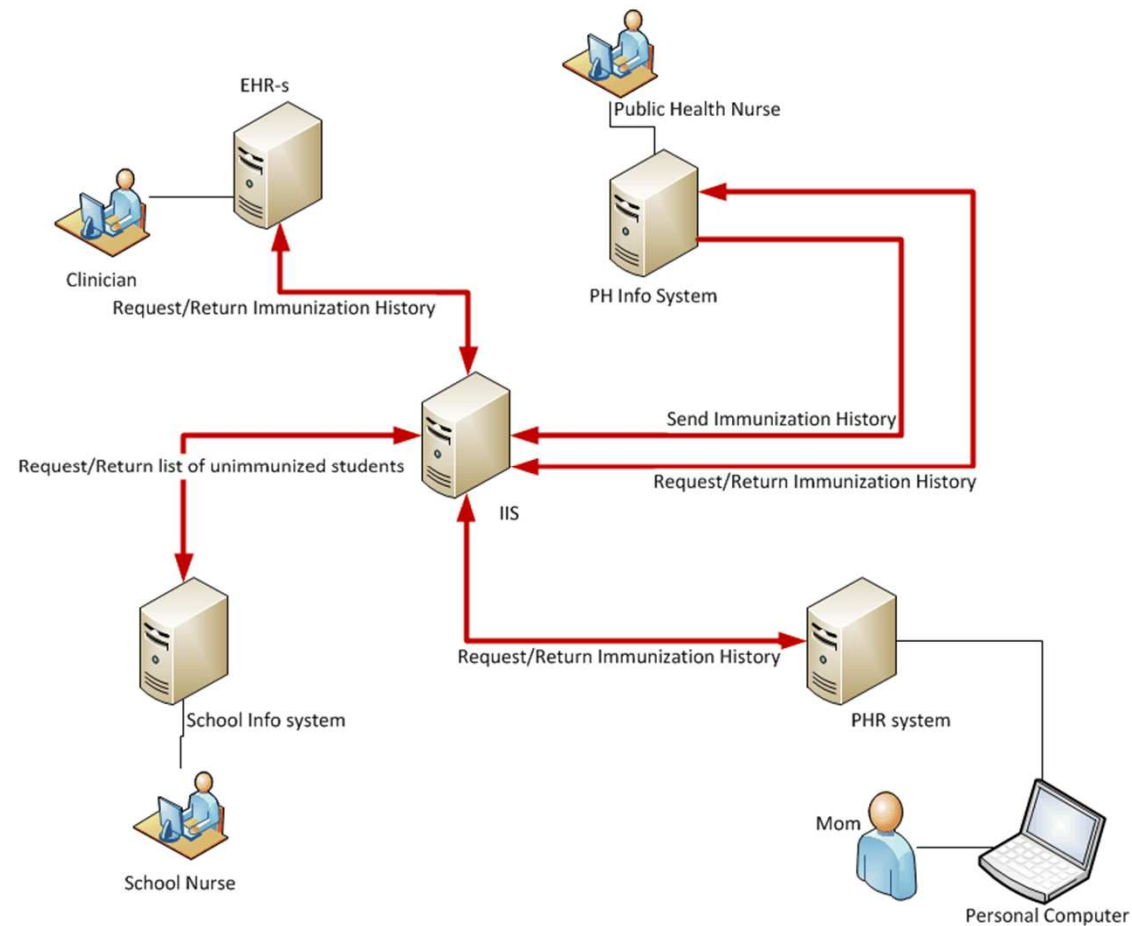 EHR-s
Public Health Nurse
Clinician
PH Info System
Request/Return Immunization History
Send Immunization History
Request/Return list of unimmunized students
Request/Return Immunization History
IIS
Request/Return Immunization History
School Info system
PHR system
Mom
School Nurse
Personal Computer